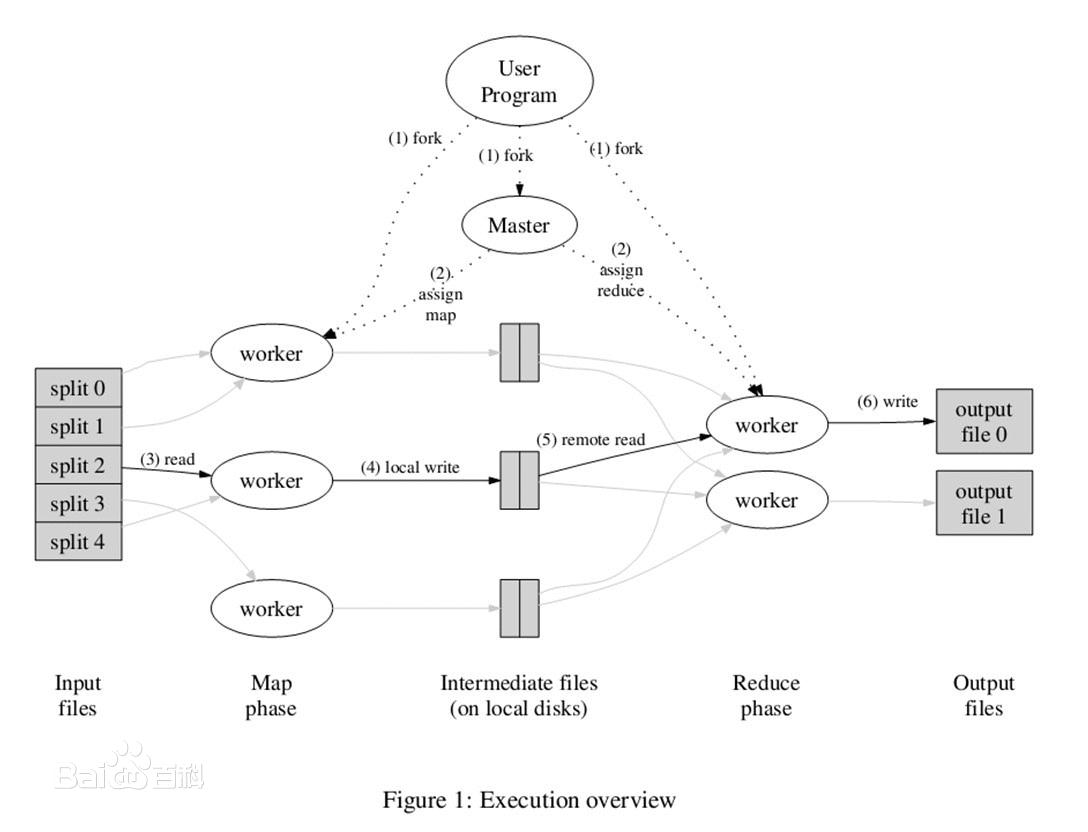 User
Program
(1) fork
(1) fork
(1) fork
Master
(2)
assign
map
(2)
assign
reduce
worker
split 0
split 1
split 2
split 3
split 4
(3) read
worker
(4) local write
(5) remote read
worker
(6) write
output
file 0
worker
output
file 1
worker
Input
files
Map
phase
Intermediate files
(on local disks)
Reduce
phase
Output
files
Baidu百科
Figure 1: Execution overview